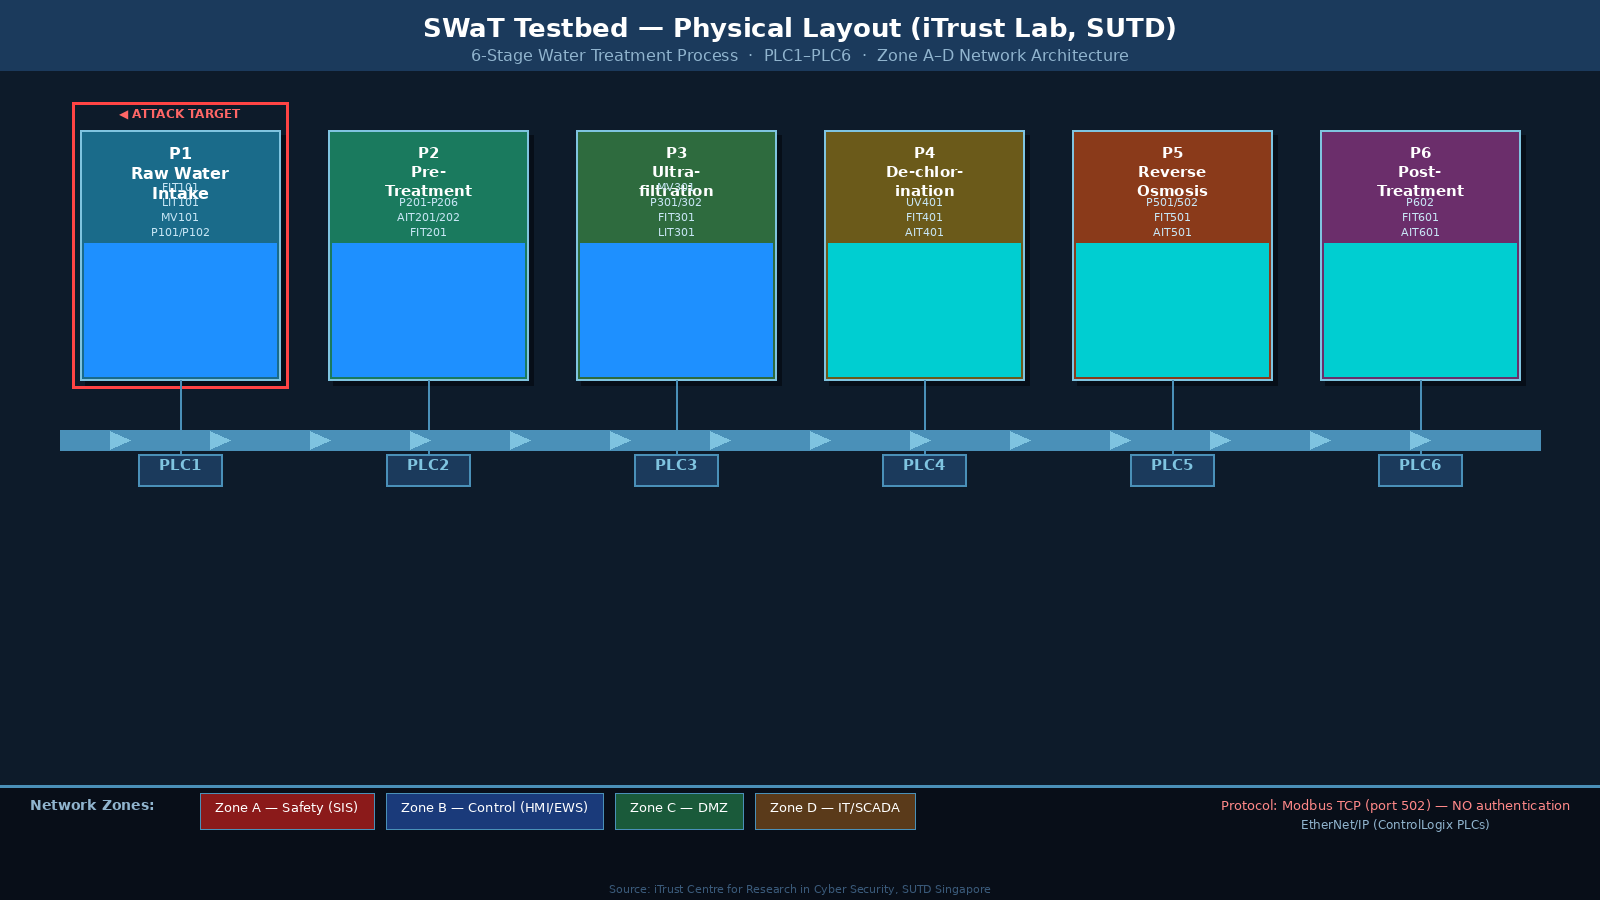 SWaT Testbed — Physical Layout (iTrust Lab, SUTD)
6-Stage Water Treatment Process · PLC1–PLC6 · Zone A–D Network Architecture
◀ ATTACK TARGET
P1
Raw Water
Intake
FIT101
LIT101
MV101
P101/P102
P2
Pre-
Treatment
P201-P206
AIT201/202
FIT201
P3
Ultra-
filtration
MV301
P301/302
FIT301
LIT301
P4
De-chlor-
ination
UV401
FIT401
AIT401
P5
Reverse
Osmosis
P501/502
FIT501
AIT501
P6
Post-
Treatment
P602
FIT601
AIT601
PLC1
PLC2
PLC3
PLC4
PLC5
PLC6
Network Zones:
Zone A — Safety (SIS)
Zone B — Control (HMI/EWS)
Zone C — DMZ
Zone D — IT/SCADA
Protocol: Modbus TCP (port 502) — NO authentication
EtherNet/IP (ControlLogix PLCs)
Source: iTrust Centre for Research in Cyber Security, SUTD Singapore